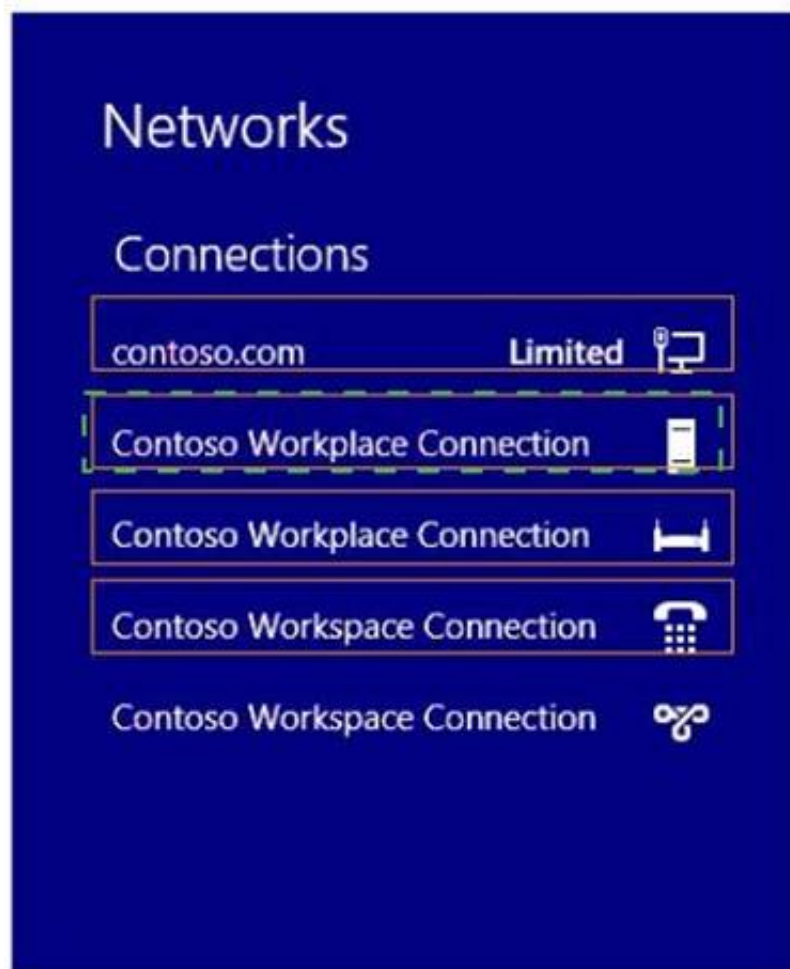 Networks
Connections
contoso.com Limited
Contoso Workplace Connection
Contoso Workplace Connection
Contoso Workspace Connection
Contoso Workspace Connection